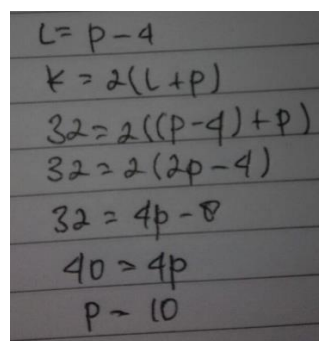 L = p - 4
K = 2(L+p)
32 = 2((p-4)+p)
32 = 2(2p-4)
32 = 4p - 8
40 = 4p
p = 10